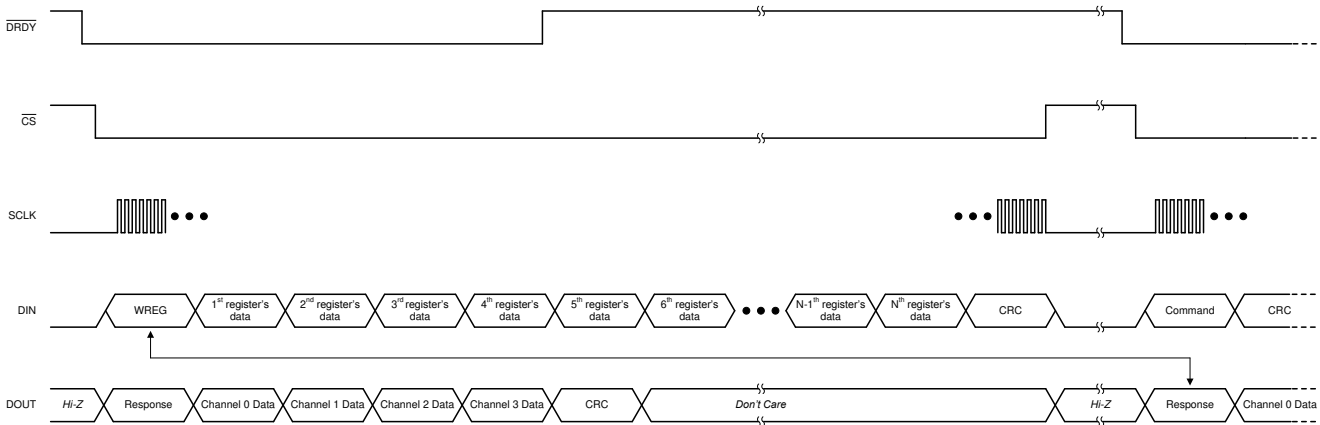 DRDY
CS
SCLK
DIN
WREG
1st register's
data
2nd register's
data
3rd register's
data
4th register's
data
5th register's
data
6th register's
data
N-1th register's
data
Nth register's
data
CRC
Command
CRC
DOUT
Hi-Z
Response
Channel 0 Data
Channel 1 Data
Channel 2 Data
Channel 3 Data
CRC
Don't Care
Hi-Z
Response
Channel 0 Data